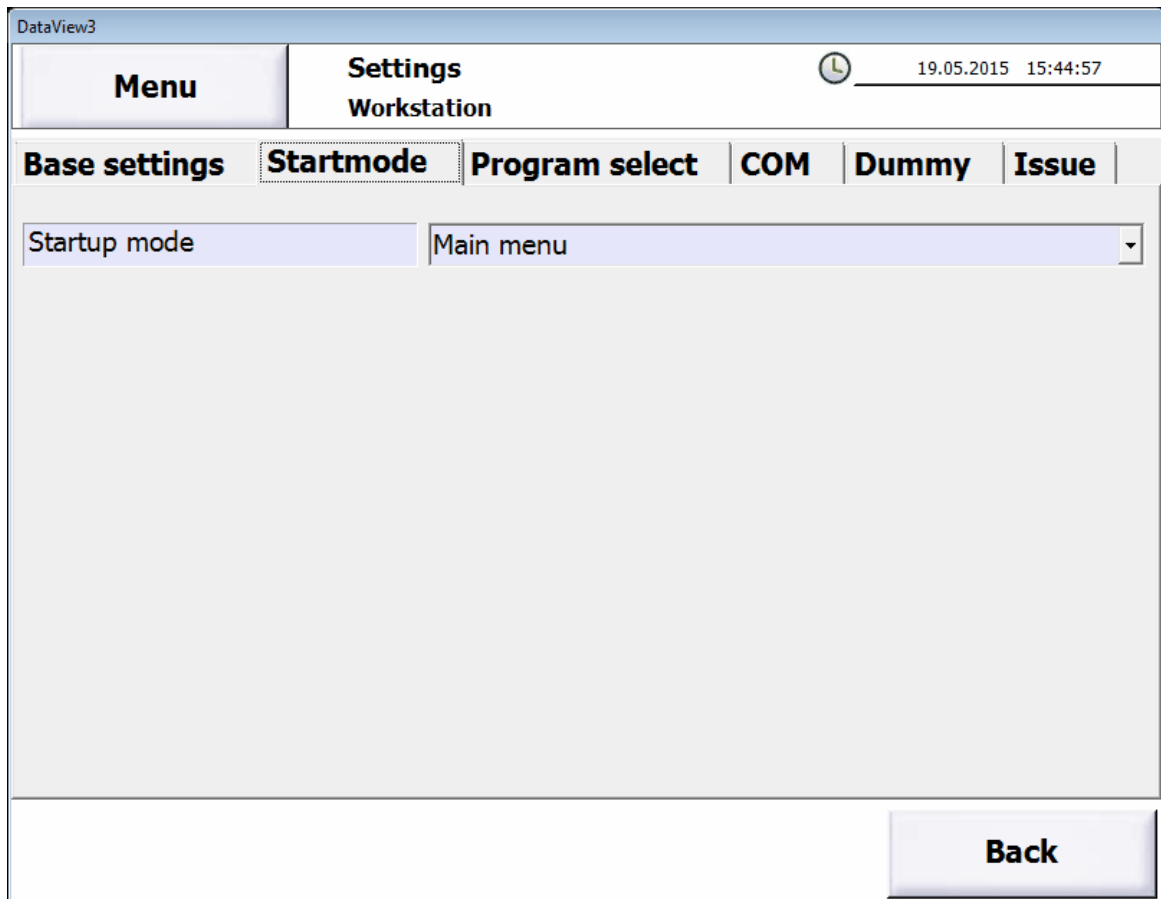 DataView3
Menu
Settings
Workstation
19.05.2015 15:44:57
Base settings Startmode Program select COM Dummy Issue
Startup mode Main menu
Back